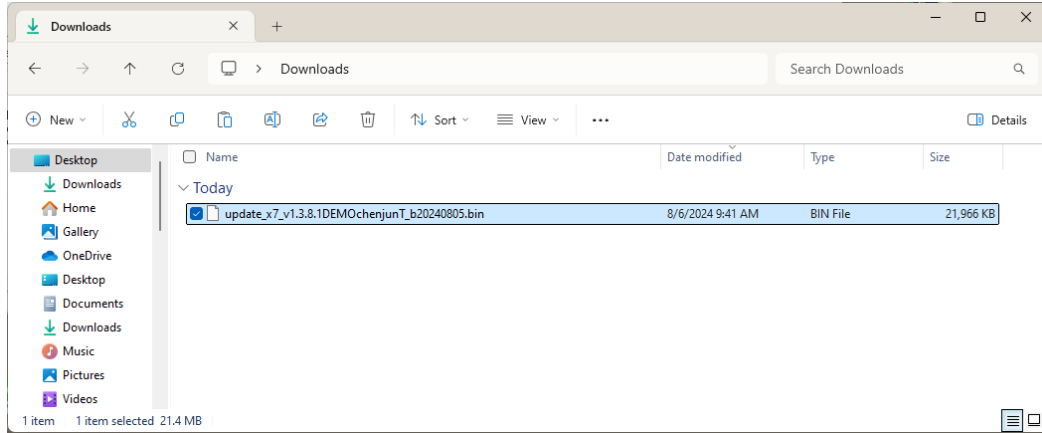 Downloads
Downloads
Search Downloads
New
Sort
View
Details
Desktop
Downloads
Home
Gallery
OneDrive
Desktop
Documents
Downloads
Music
Pictures
Videos
Name Date modified Type Size
Today
update_x7_v1.3.8.1DEMOchenjunT_b20240805.bin 8/6/2024 9:41 AM BIN File 21,966 KB
1 item 1 item selected 21.4 MB